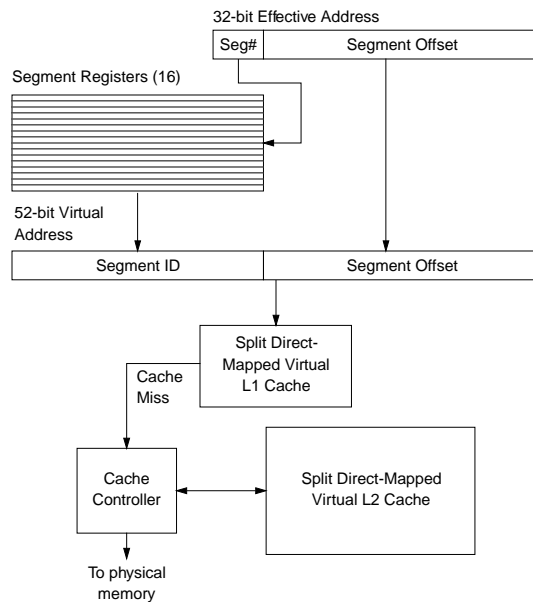 32-bit Effective Address
Seg# Segment Offset
Segment Registers (16)
52-bit Virtual
Address
Segment ID Segment Offset
Split Direct-
Mapped Virtual
L1 Cache
Cache
Miss
Cache
Controller
Split Direct-Mapped
Virtual L2 Cache
To physical
memory